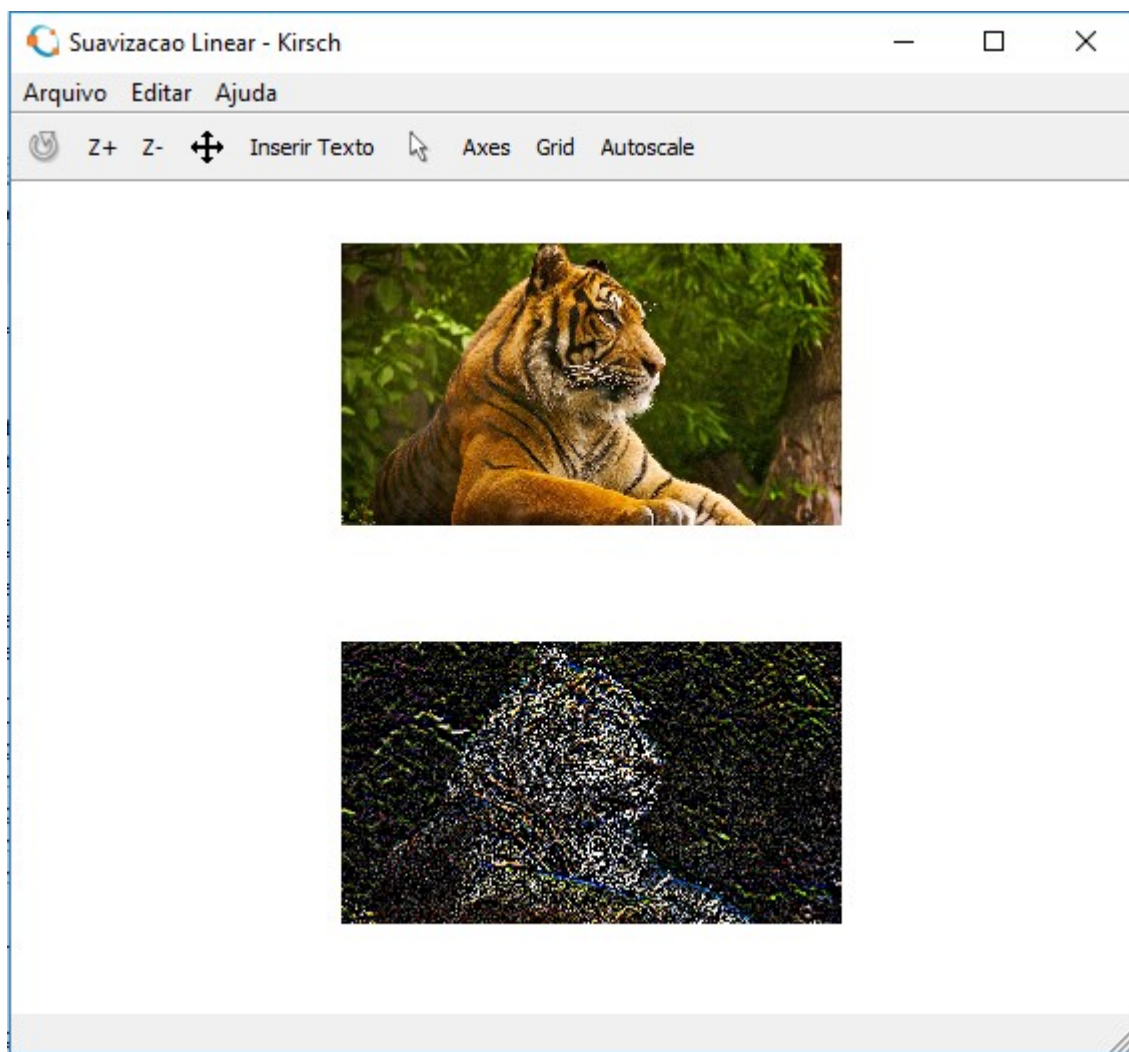 Suavizacao Linear - Kirsch
Arquivo Editar Ajuda
Z+ Z- Inserir Texto Axes Grid Autoscale